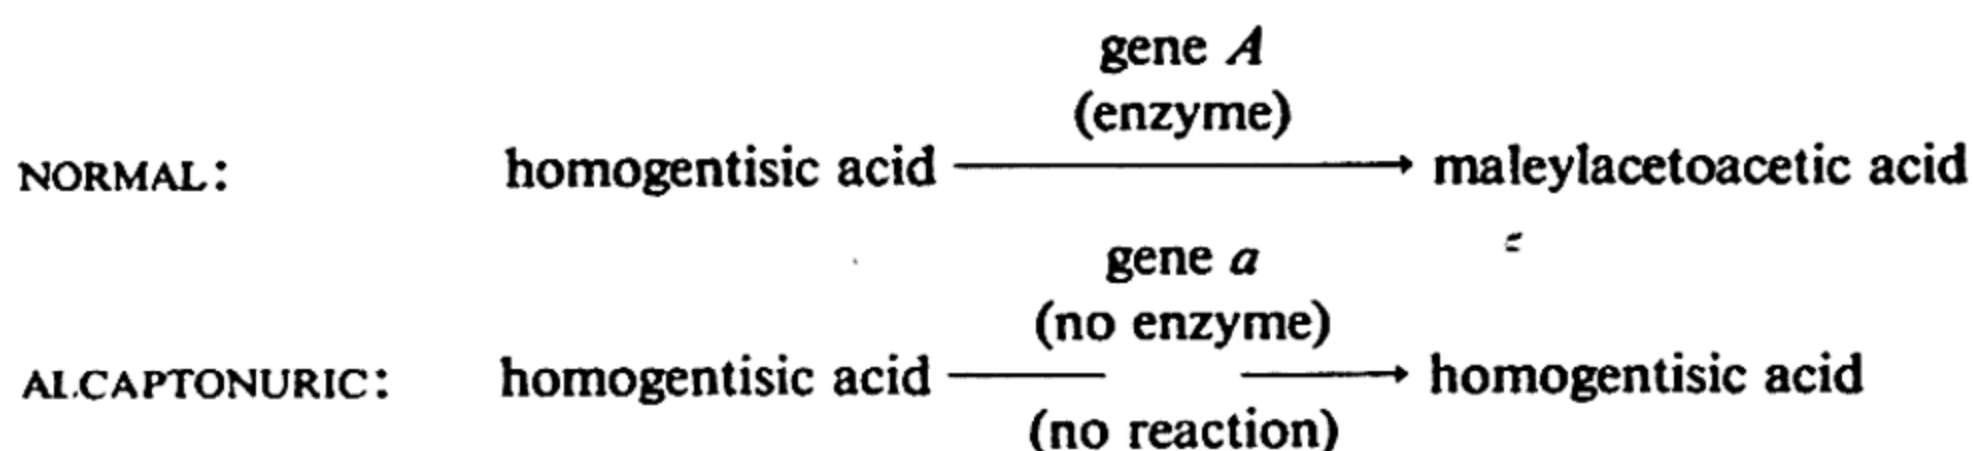 gene A
(enzyme)
NORMAL: homogentisic acid → maleylacetoacetic acid
gene a
(no enzyme)
ALCAPTONURIC: homogentisic acid → homogentisic acid
(no reaction)